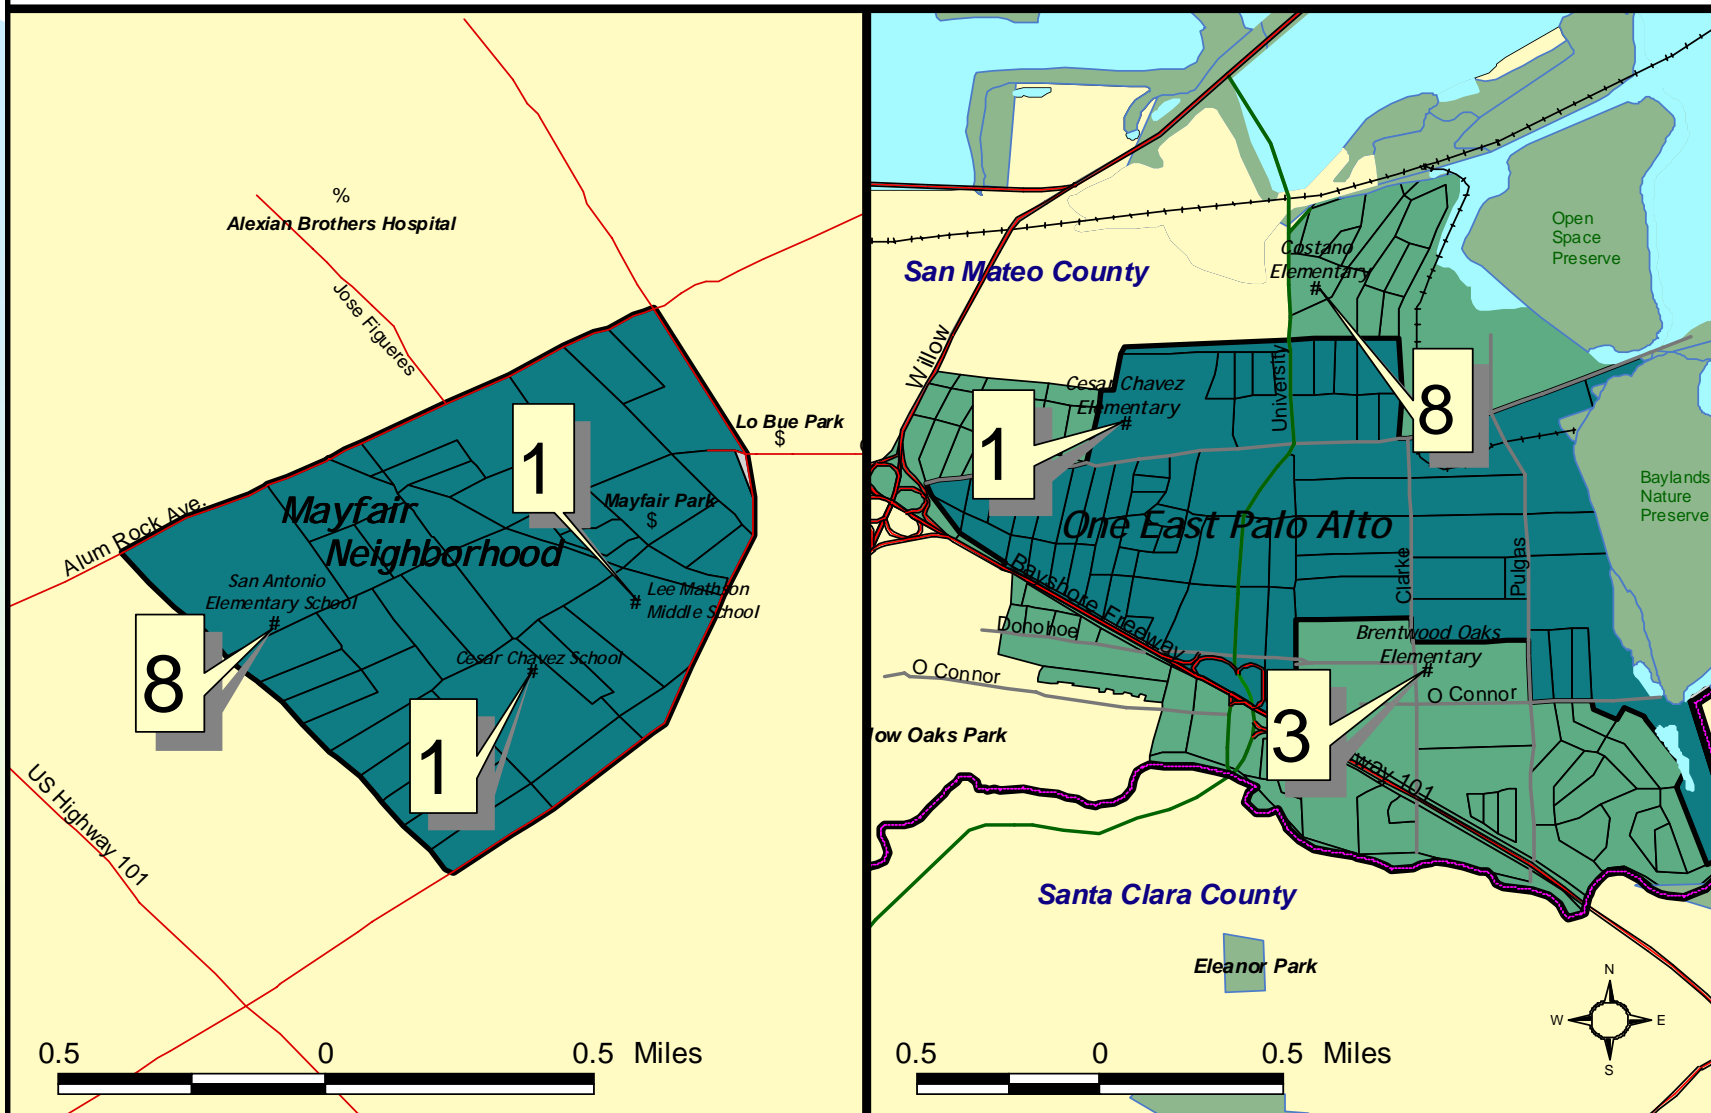 %
Alexian Brothers Hospital
Jose Figueres
Lo Bue Park
$
1
Mayfair Park
$
Mayfair
Neighborhood
Alum Rock Ave.
San Antonio
Elementary School
#
Lee Mathson
Middle School
#
Cesar Chavez School
#
8
1
US Highway 101
0.5 0 0.5 Miles
Open
Space
Preserve
Costano
Elementary
#
San Mateo County
Willow
University
Cesar Chavez
Elementary
#
8
1
Baylands
Nature
Preserve
One East Palo Alto
Clarke
Pulgas
Bayshore Freeway
Donohoe
Brentwood Oaks
Elementary
#
O Connor
O Connor
3
low Oaks Park
way 101
Santa Clara County
Eleanor Park
N
W E
S
0.5 0 0.5 Miles